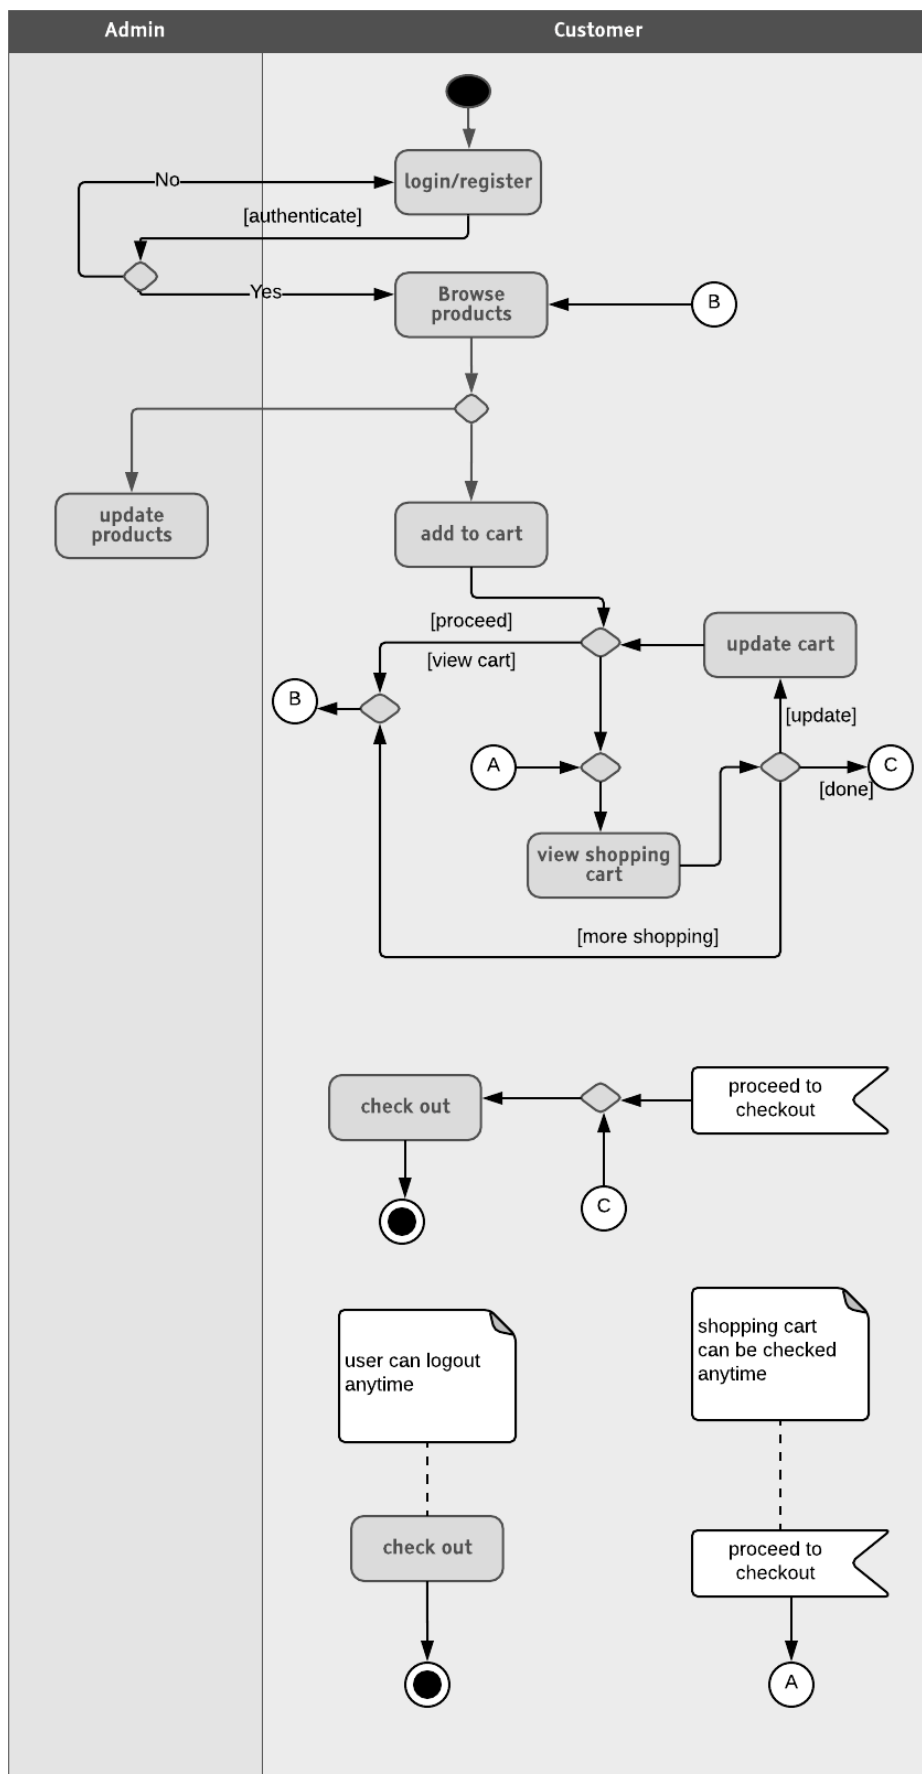 Admin
Customer
login/register
No
[authenticate]
Yes
Browse
products
B
update
products
add to cart
[proceed]
[view cart]
update cart
B
[update]
A
C
[done]
view shopping
cart
[more shopping]
check out
proceed to
checkout
C
user can logout
anytime
shopping cart
can be checked
anytime
check out
proceed to
checkout
A